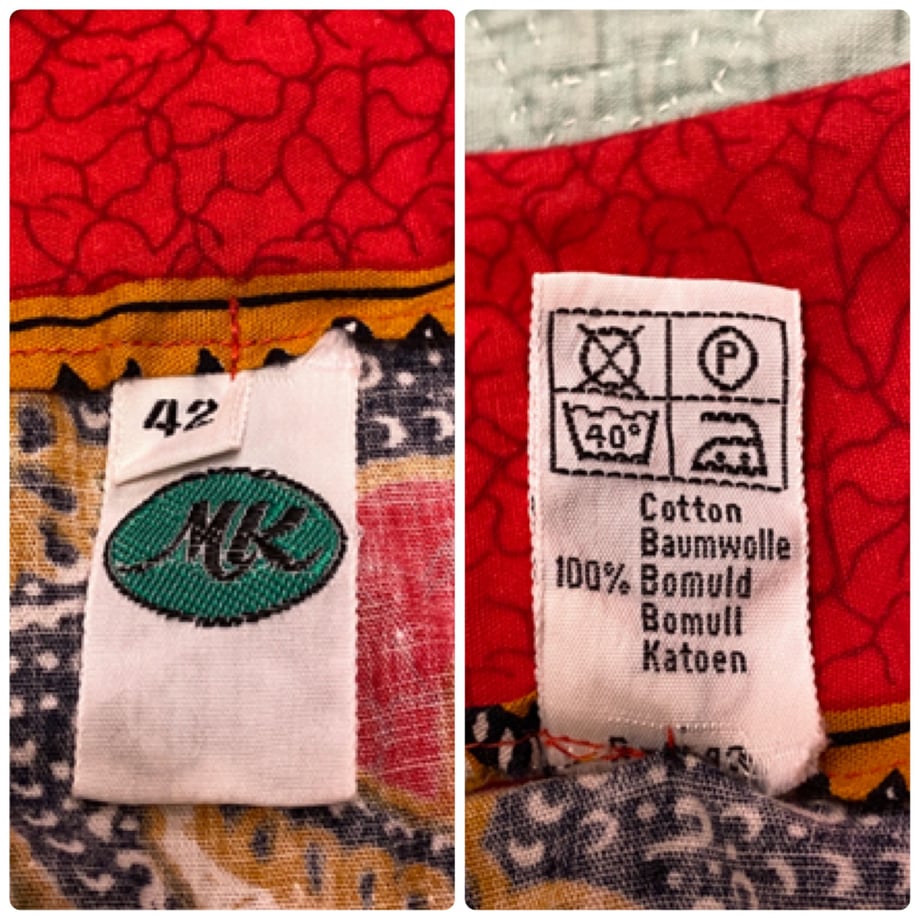 42
MK
P
40°
Cotton
Baumwolle
100% Bomuld
Bomull
Katoen